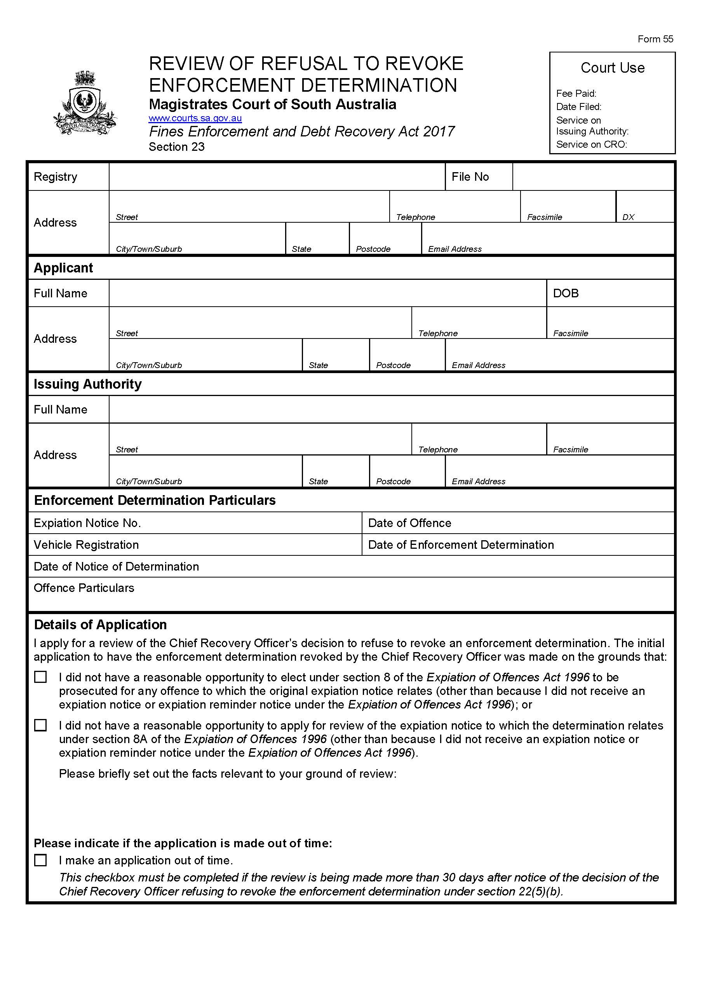 Form 55
REVIEW OF REFUSAL TO REVOKE
ENFORCEMENT DETERMINATION
Magistrates Court of South Australia
www.courts.sa.gov.au
Fines Enforcement and Debt Recovery Act 2017
Section 23
SOUTH AUSTRALIA
Court Use
Fee Paid:
Date Filed:
Service on
Issuing Authority:
Service on CRO:
Registry
File No
Address
Street
Telephone
Facsimile
DX
City/Town/Suburb
State
Postcode
Email Address
Applicant
Full Name
DOB
Address
Street
Telephone
Facsimile
City/Town/Suburb
State
Postcode
Email Address
Issuing Authority
Full Name
Address
Street
Telephone
Facsimile
City/Town/Suburb
State
Postcode
Email Address
Enforcement Determination Particulars
Expiation Notice No.
Date of Offence
Vehicle Registration
Date of Enforcement Determination
Date of Notice of Determination
Offence Particulars
Details of Application
I apply for a review of the Chief Recovery Officer’s decision to refuse to revoke an enforcement determination. The initial
application to have the enforcement determination revoked by the Chief Recovery Officer was made on the grounds that:
I did not have a reasonable opportunity to elect under section 8 of the Expiation of Offences Act 1996 to be
prosecuted for any offence to which the original expiation notice relates (other than because I did not receive an
expiation notice or expiation reminder notice under the Expiation of Offences Act 1996); or
I did not have a reasonable opportunity to apply for review of the expiation notice to which the determination relates
under section 8A of the Expiation of Offences 1996 (other than because I did not receive an expiation notice or
expiation reminder notice under the Expiation of Offences Act 1996).
Please briefly set out the facts relevant to your ground of review:
Please indicate if the application is made out of time:
I make an application out of time.
This checkbox must be completed if the review is being made more than 30 days after notice of the decision of the
Chief Recovery Officer refusing to revoke the enforcement determination under section 22(5)(b).